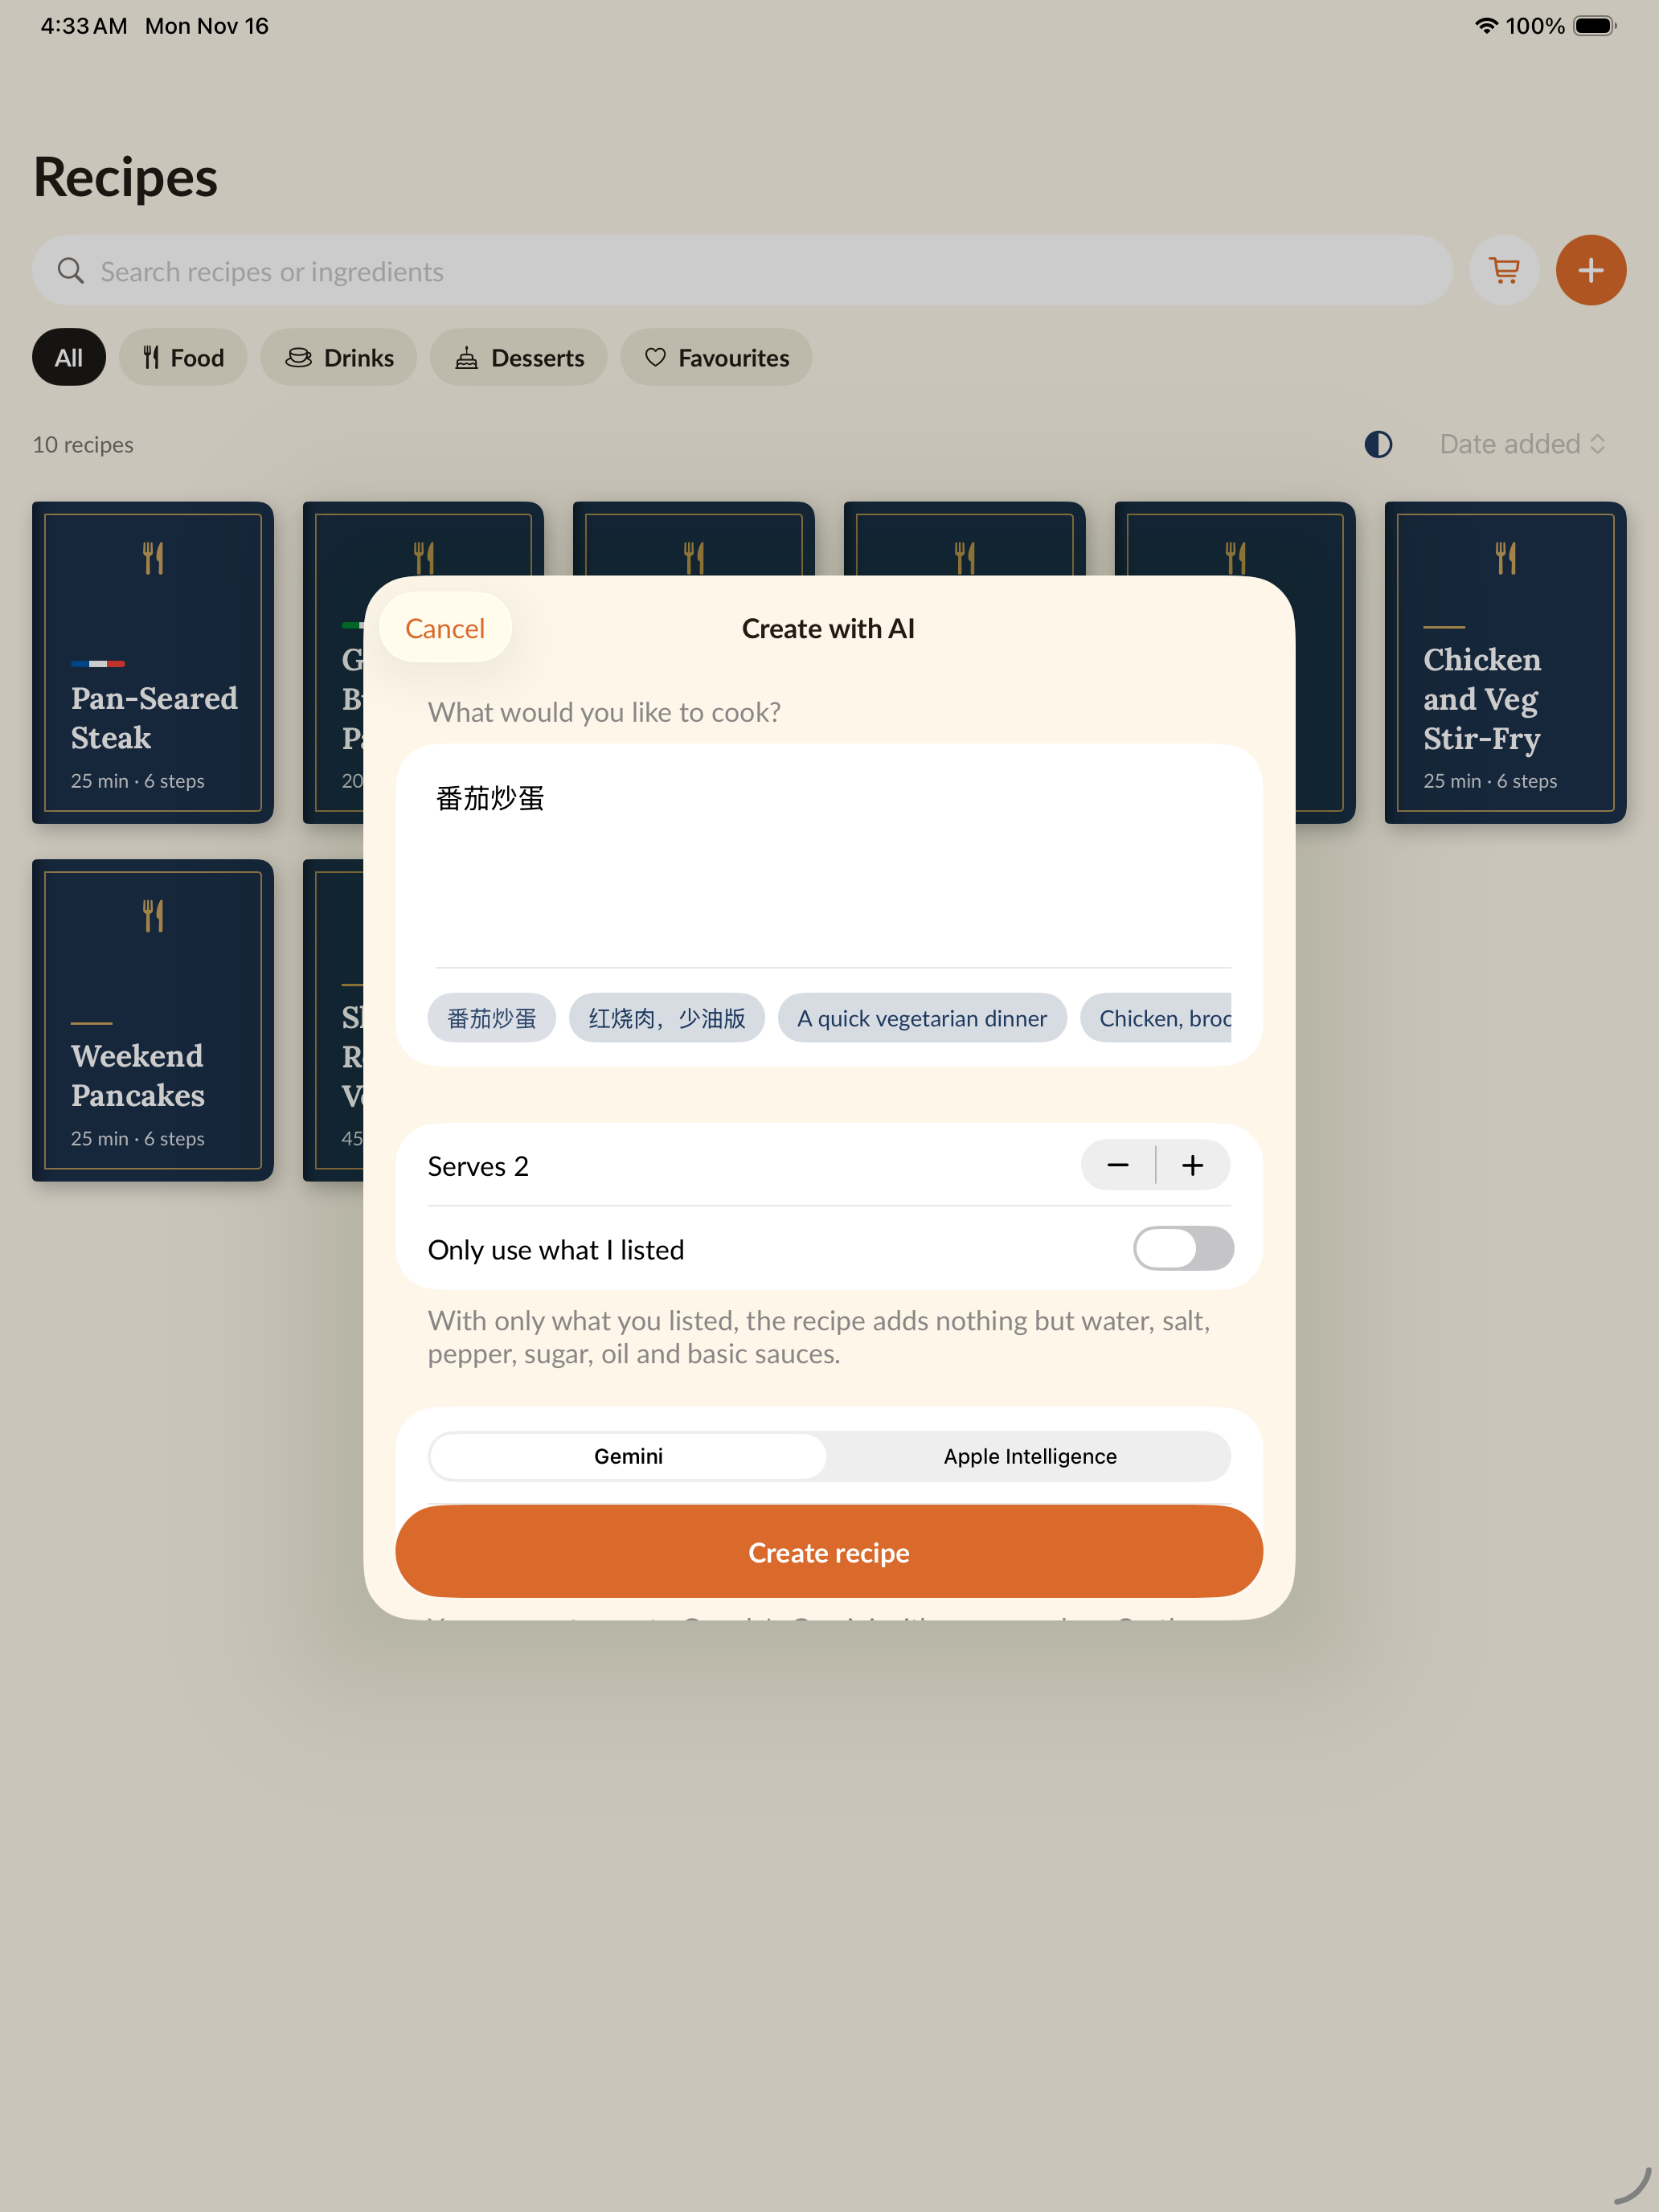 4:33 AM Mon Nov 16
100%
Recipes
Search recipes or ingredients
All
Food
Drinks
Desserts
Favourites
10 recipes
Date added
Pan-Seared
Steak
25 min · 6 steps
Chicken
and Veg
Stir-Fry
25 min · 6 steps
Weekend
Pancakes
25 min · 6 steps
Cancel
Create with AI
What would you like to cook?
番茄炒蛋
番茄炒蛋
红烧肉，少油版
A quick vegetarian dinner
Chicken,
Serves 2
Only use what I listed
With only what you listed, the recipe adds nothing but water, salt,
pepper, sugar, oil and basic sauces.
Gemini
Apple Intelligence
Create recipe